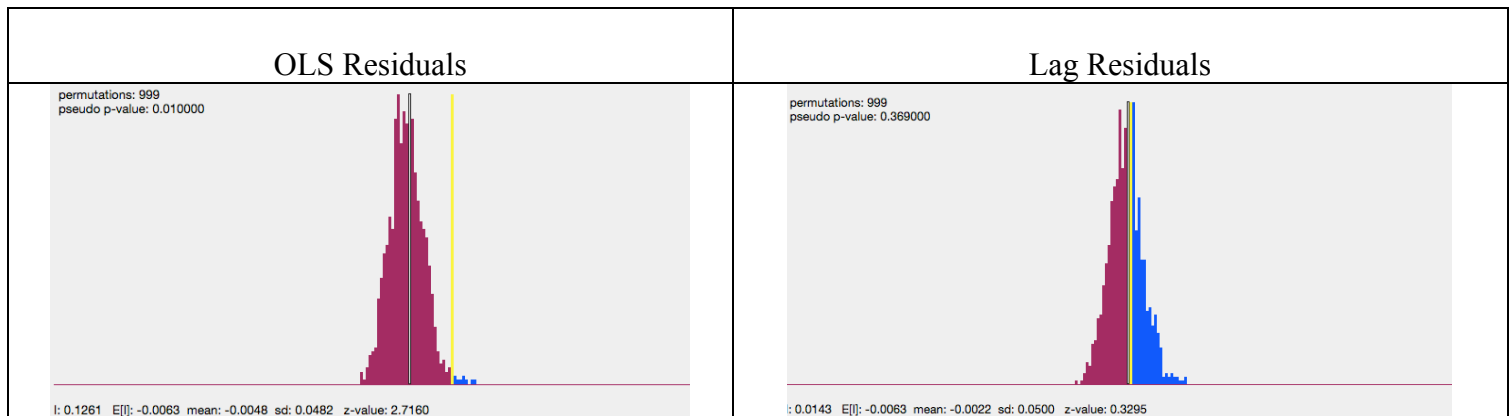 OLS Residuals
Lag Residuals
permutations: 999
pseudo p-value: 0.010000
I: 0.1261 E[I]: -0.0063 mean: -0.0048 sd: 0.0482 z-value: 2.7160
permutations: 999
pseudo p-value: 0.369000
: 0.0143 E[I]: -0.0063 mean: -0.0022 sd: 0.0500 z-value: 0.3295